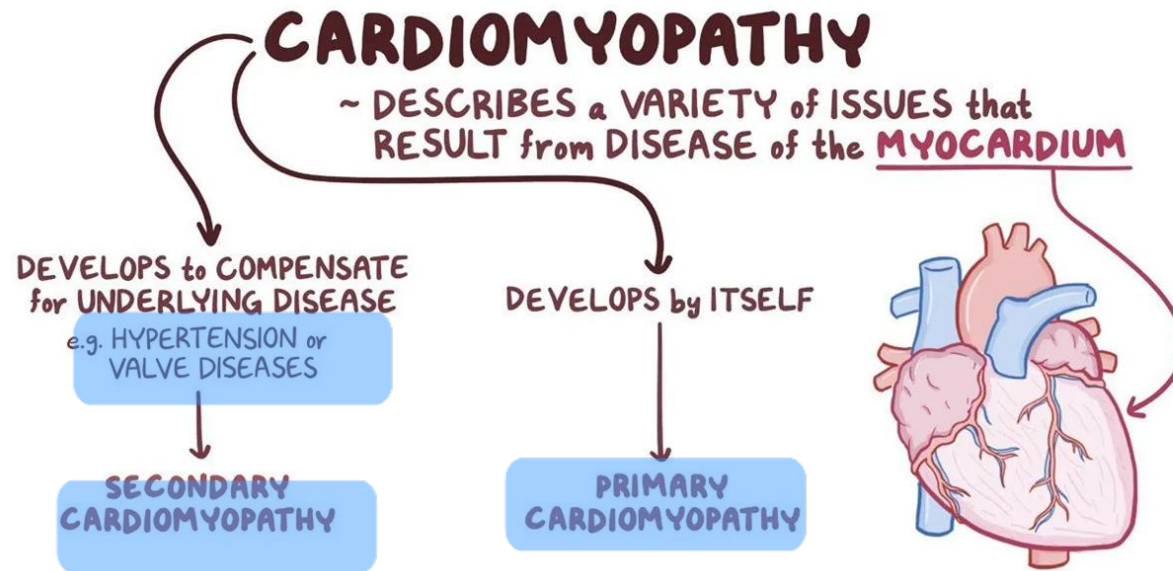 CARDIOMYOPATHY
~ DESCRIBES a VARIETY of ISSUES that
RESULT from DISEASE of the MYOCARDIUM
DEVELOPS to COMPENSATE
for UNDERLYING DISEASE
e.g. HYPERTENSION or
VALVE DISEASES
SECONDARY
CARDIOMYOPATHY
DEVELOPS by ITSELF
PRIMARY
CARDIOMYOPATHY